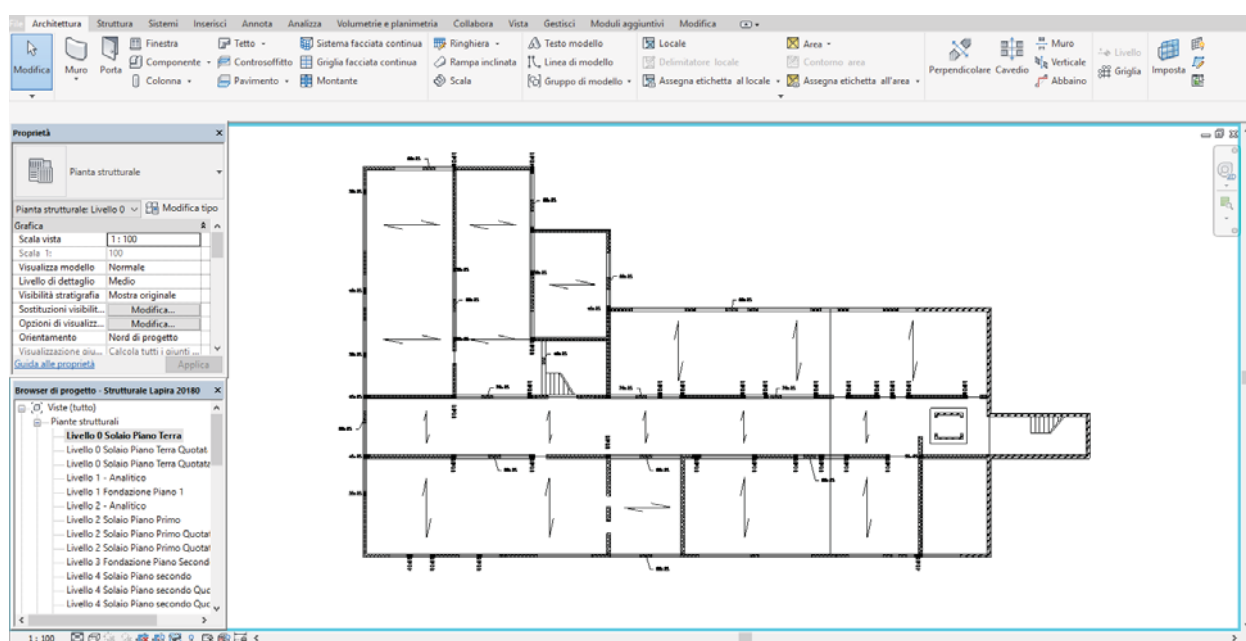 File Architettura Struttura Sistemi Inserisci Annota Analizza Volumetrie e planimetria Collabora Vista Gestisci Moduli aggiuntivi Modifica
Finestra Tetto Sistema facciata continua Ringhiera Testo modello Locale Area Muro
Modifica Muro Porta Componente Controsoffitto Griglia facciata continua Rampa inclinata Linea di modello Delimitatore locale Contorno area Perpendicolare Cavedio Verticale Livello Griglia Imposta
Colonna Pavimento Montante Scala Gruppo di modello Assegna etichetta al locale Assegna etichetta all'area Abbaino
Proprietà X
Pianta strutturale
Pianta strutturale: Livello 0 Modifica tipo
Grafica
Scala vista 1 : 100
Scala 1: 100
Visualizza modello Normale
Livello di dettaglio Medio
Visibilità stratigrafia Mostra originale
Sostituzioni visibilit... Modifica...
Opzioni di visualizz... Modifica...
Orientamento Nord di progetto
Visualizzazione giu... Calcola tutti i giunti ...
Guida alle proprietà Applica
Browser di progetto - Strutturale Lapira 20180 X
Viste (tutto)
Piante strutturali
Livello 0 Solaio Piano Terra
Livello 0 Solaio Piano Terra Quotat
Livello 0 Solaio Piano Terra Quotata
Livello 1 - Analitico
Livello 1 Fondazione Piano 1
Livello 2 - Analitico
Livello 2 Solaio Piano Primo
Livello 2 Solaio Piano Primo Quotat
Livello 2 Solaio Piano Primo Quotat
Livello 3 Fondazione Piano Second
Livello 4 Solaio Piano secondo
Livello 4 Solaio Piano secondo Quo
Livello 4 Solaio Piano secondo Quo
1 : 100